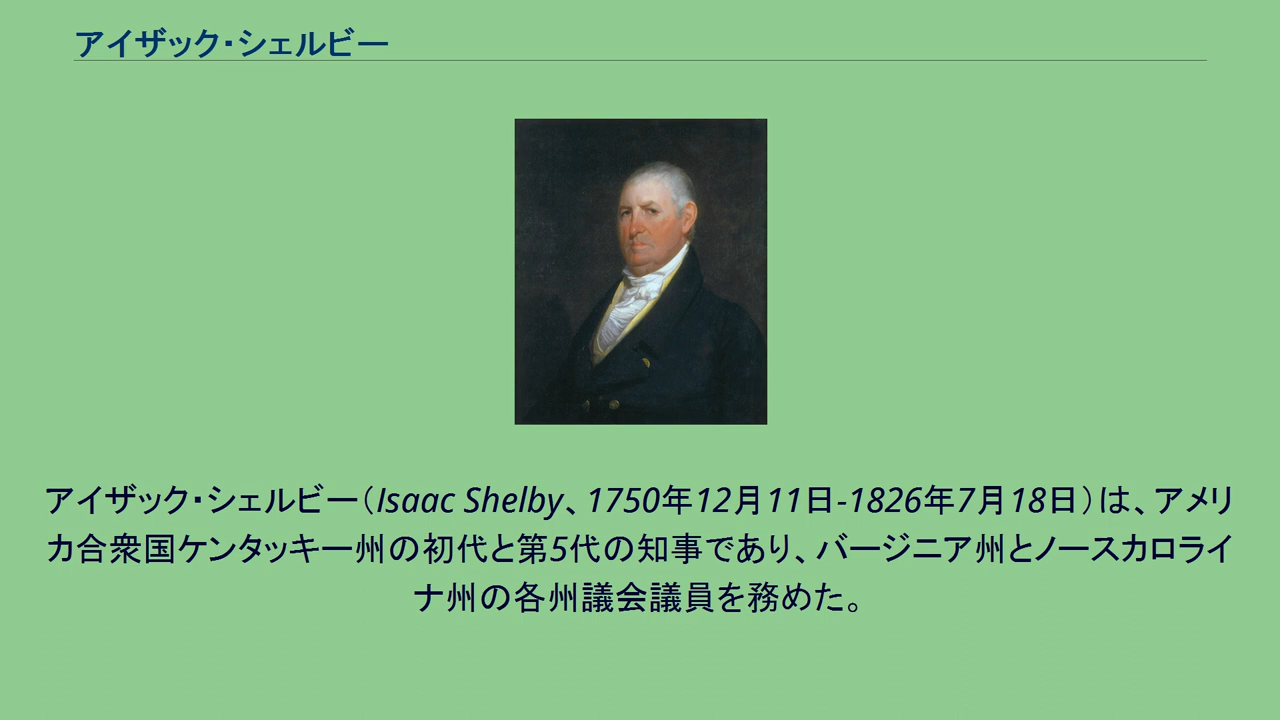 アイザック・シェルビー
アイザック・シェルビー（Isaac Shelby、1750年12月11日-1826年7月18日）は、アメリ
カ合衆国ケンタッキー州の初代と第5代の知事であり、バージニア州とノースカロライ
ナ州の各州議会議員を務めた。